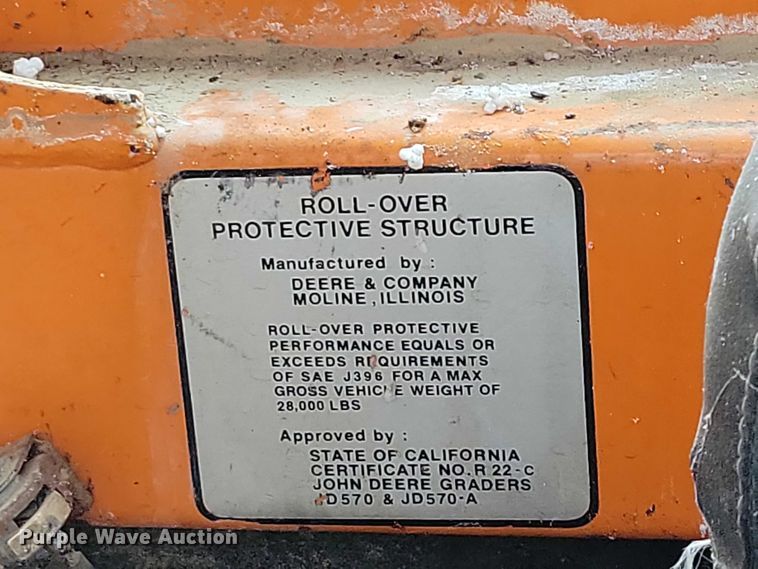 ROLL-OVER
PROTECTIVE STRUCTURE
Manufactured by :
DEERE & COMPANY
MOLINE, ILLINOIS
ROLL-OVER PROTECTIVE
PERFORMANCE EQUALS OR
EXCEEDS REQUIREMENTS
OF SAE J396 FOR A MAX
GROSS VEHICLE WEIGHT OF
28,000 LBS
Approved by :
STATE OF CALIFORNIA
CERTIFICATE NO. R 22-C
JOHN DEERE GRADERS
JD570 & JD570-A
Purple Wave Auction